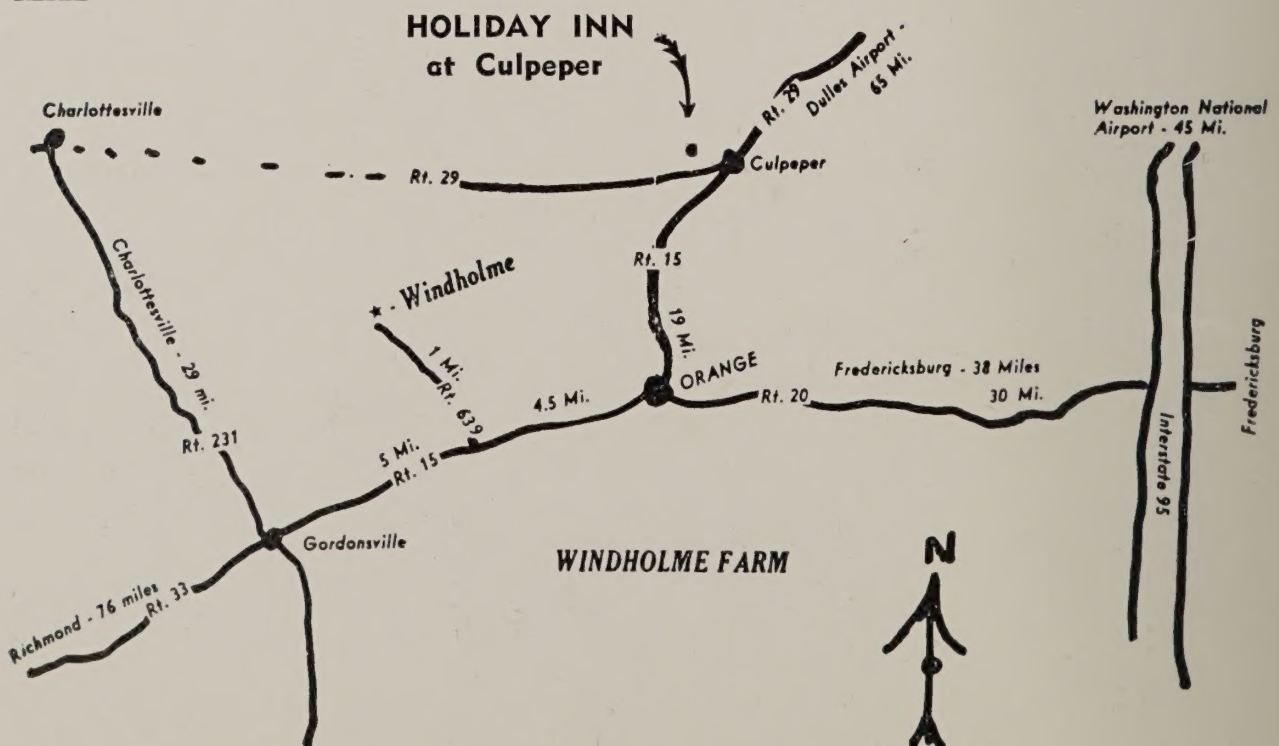 HOLIDAY INN
at Culpeper
Rt. 29
Dulles Airport -
65 Mi.
Charlottesville
Washington National
Airport - 45 Mi.
Culpeper
Rt. 29
Rt. 15
★ - Windholme
Charlottesville - 29 mi.
19 Mi.
1 Mi.
Rt. 639
ORANGE
Fredericksburg - 38 Miles
30 Mi.
Rt. 20
4.5 Mi.
Fredericksburg
Interstate 95
Rt. 231
5 Mi.
Rt. 15
Gordonsville
WINDHOLME FARM
N
Richmond - 76 miles
Rt. 33